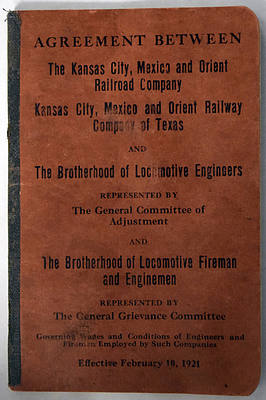 AGREEMENT BETWEEN
The Kansas City, Mexico and Orient
Railroad Company
Kansas City, Mexico and Orient Railway
Company of Texas
AND
The Brotherhood of Locomotive Engineers
REPRESENTED BY
The General Committee of
Adjustment
AND
The Brotherhood of Locomotive Fireman
and Enginemen
REPRESENTED BY
The General Grievance Committee
Governing Wages and Conditions of Engineers and
Firemen Employed by Such Companies
Effective February 10, 1921